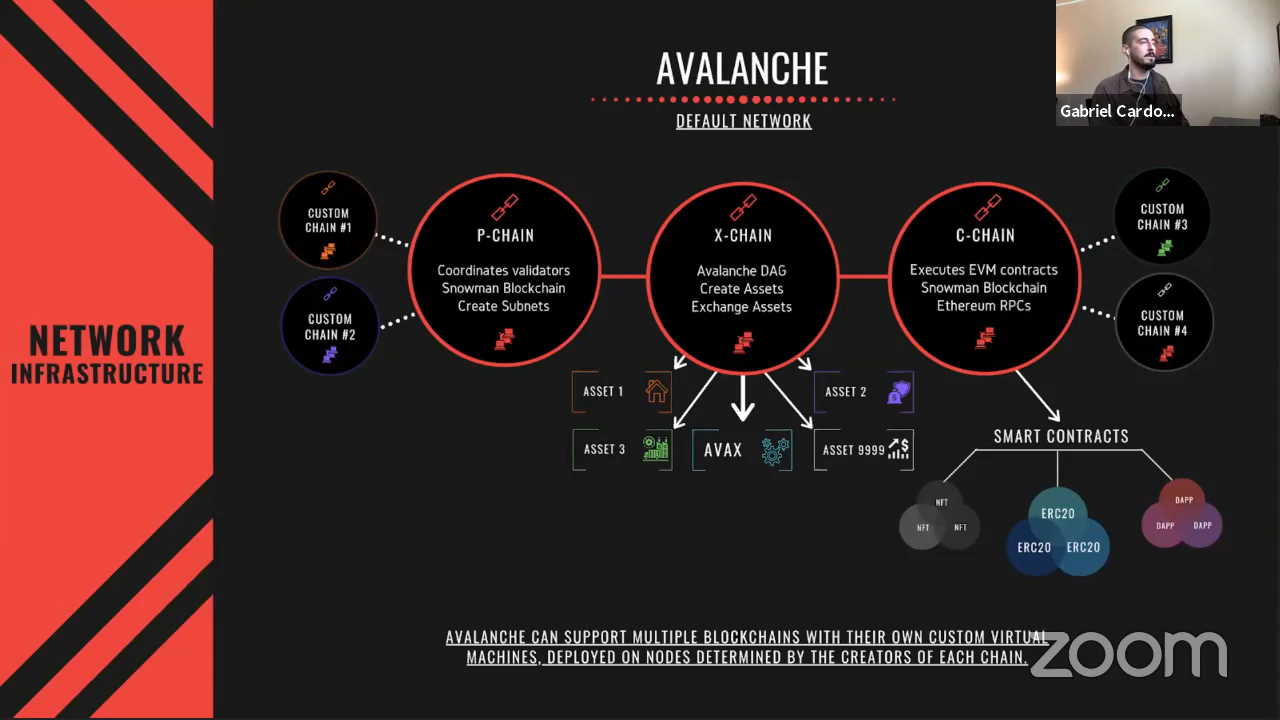 AVALANCHE
DEFAULT NETWORK
Gabriel Cardo...
NETWORK
INFRASTRUCTURE
CUSTOM
CHAIN #1
CUSTOM
CHAIN #2
P-CHAIN
Coordinates validators
Snowman Blockchain
Create Subnets
X-CHAIN
Avalanche DAG
Create Assets
Exchange Assets
C-CHAIN
Executes EVM contracts
Snowman Blockchain
Ethereum RPCs
CUSTOM
CHAIN #3
CUSTOM
CHAIN #4
ASSET 1
ASSET 2
ASSET 3
AVAX
ASSET 9999
SMART CONTRACTS
NFT
NFT
NFT
ERC20
ERC20
ERC20
DAPP
DAPP
DAPP
AVALANCHE CAN SUPPORT MULTIPLE BLOCKCHAINS WITH THEIR OWN CUSTOM VIRTUAL
MACHINES, DEPLOYED ON NODES DETERMINED BY THE CREATORS OF EACH CHAIN.
zoom